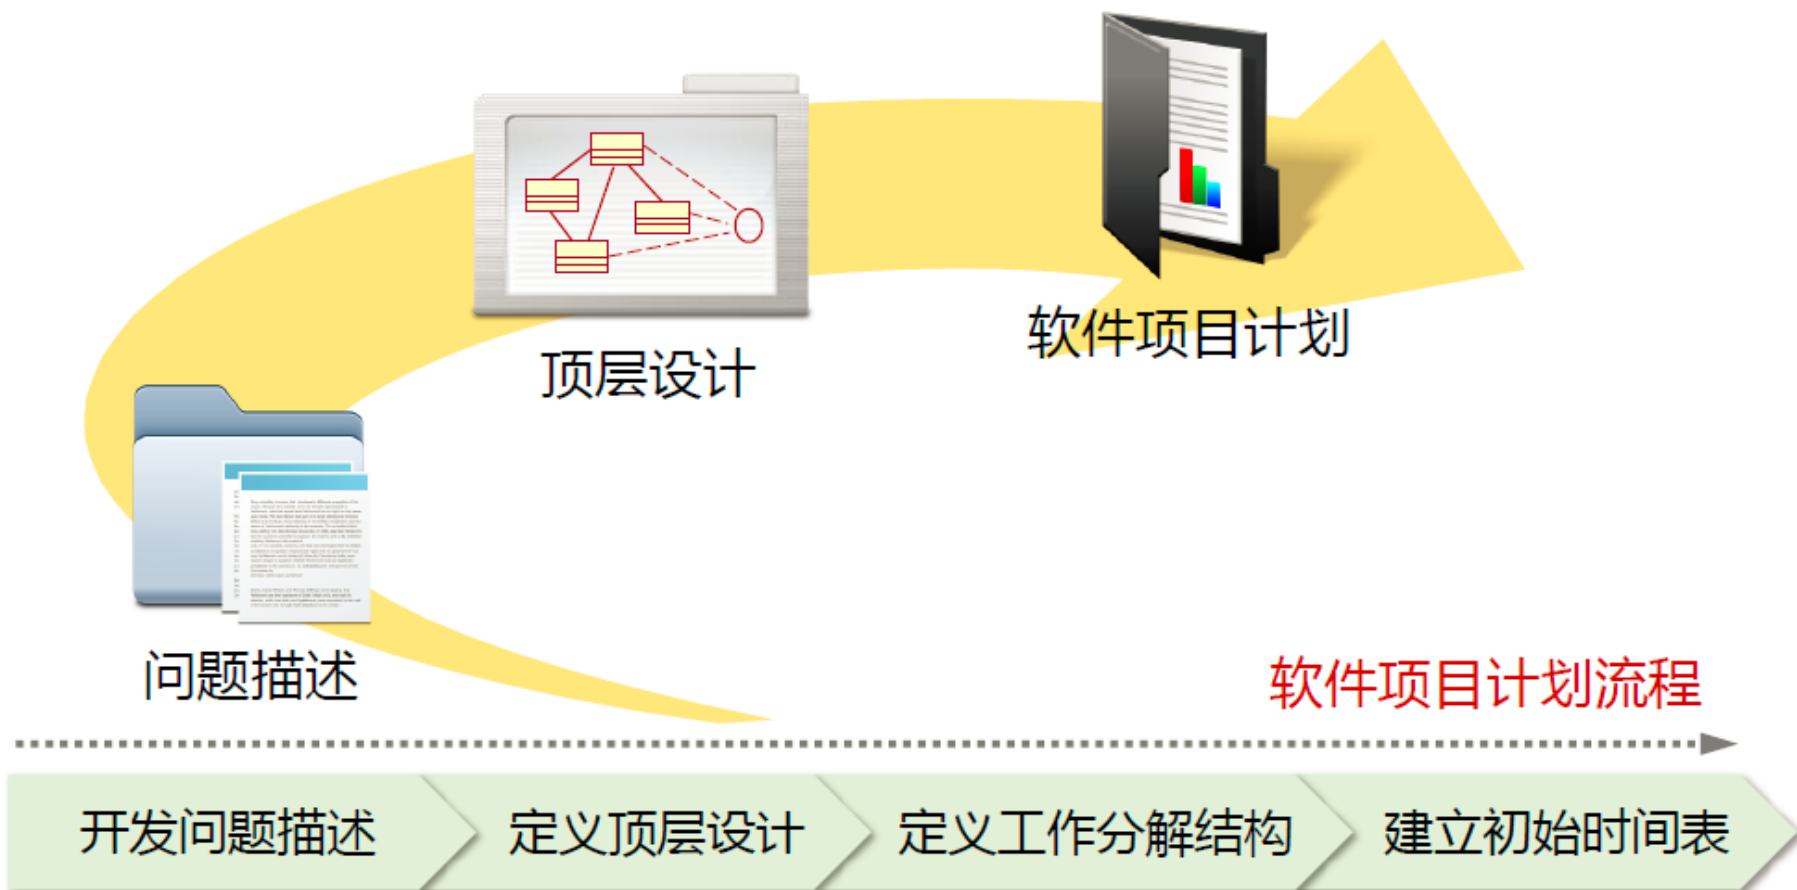 软件项目计划
顶层设计
问题描述
软件项目计划流程
开发问题描述
定义顶层设计
定义工作分解结构
建立初始时间表